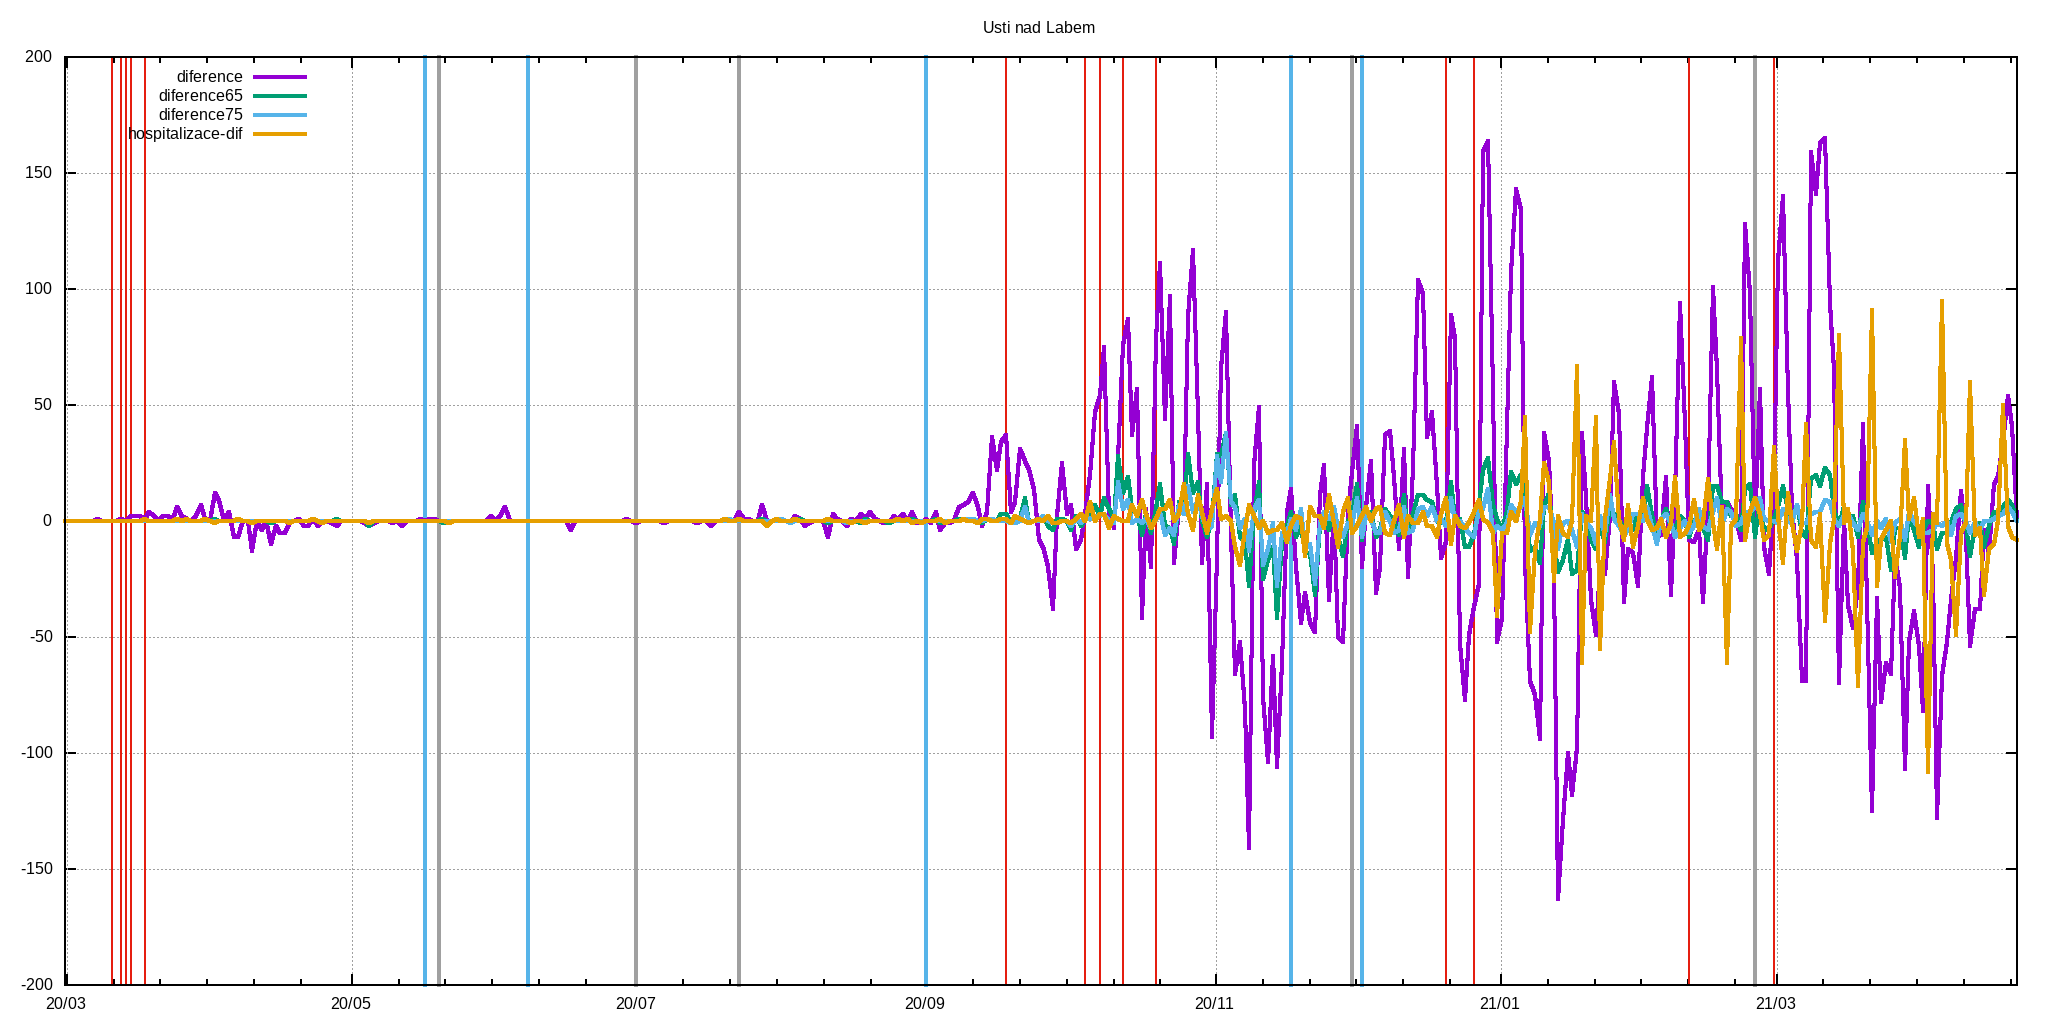 Usti nad Labem
200
150
100
50
0
-50
-100
-150
-200
diference
diference65
diference75
hospitalizace-dif
20/03 20/05 20/07 20/09 20/11 21/01 21/03